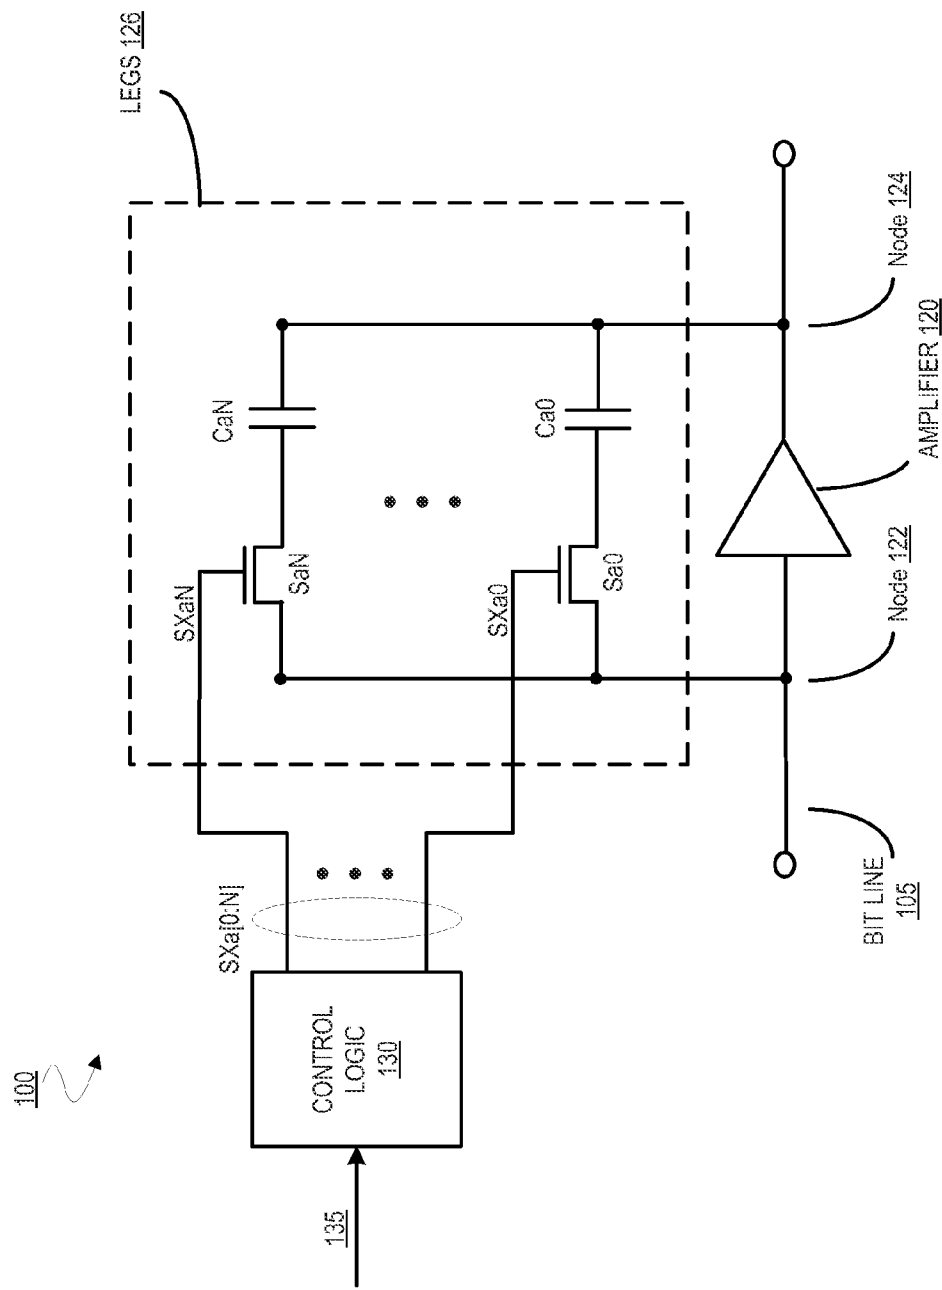 100
LEGS 126
SXaN
CaN
SaN
SXa0
Ca0
Sa0
SXa[0:N]
CONTROL
LOGIC
130
135
BIT LINE
105
Node 122
AMPLIFIER 120
Node 124